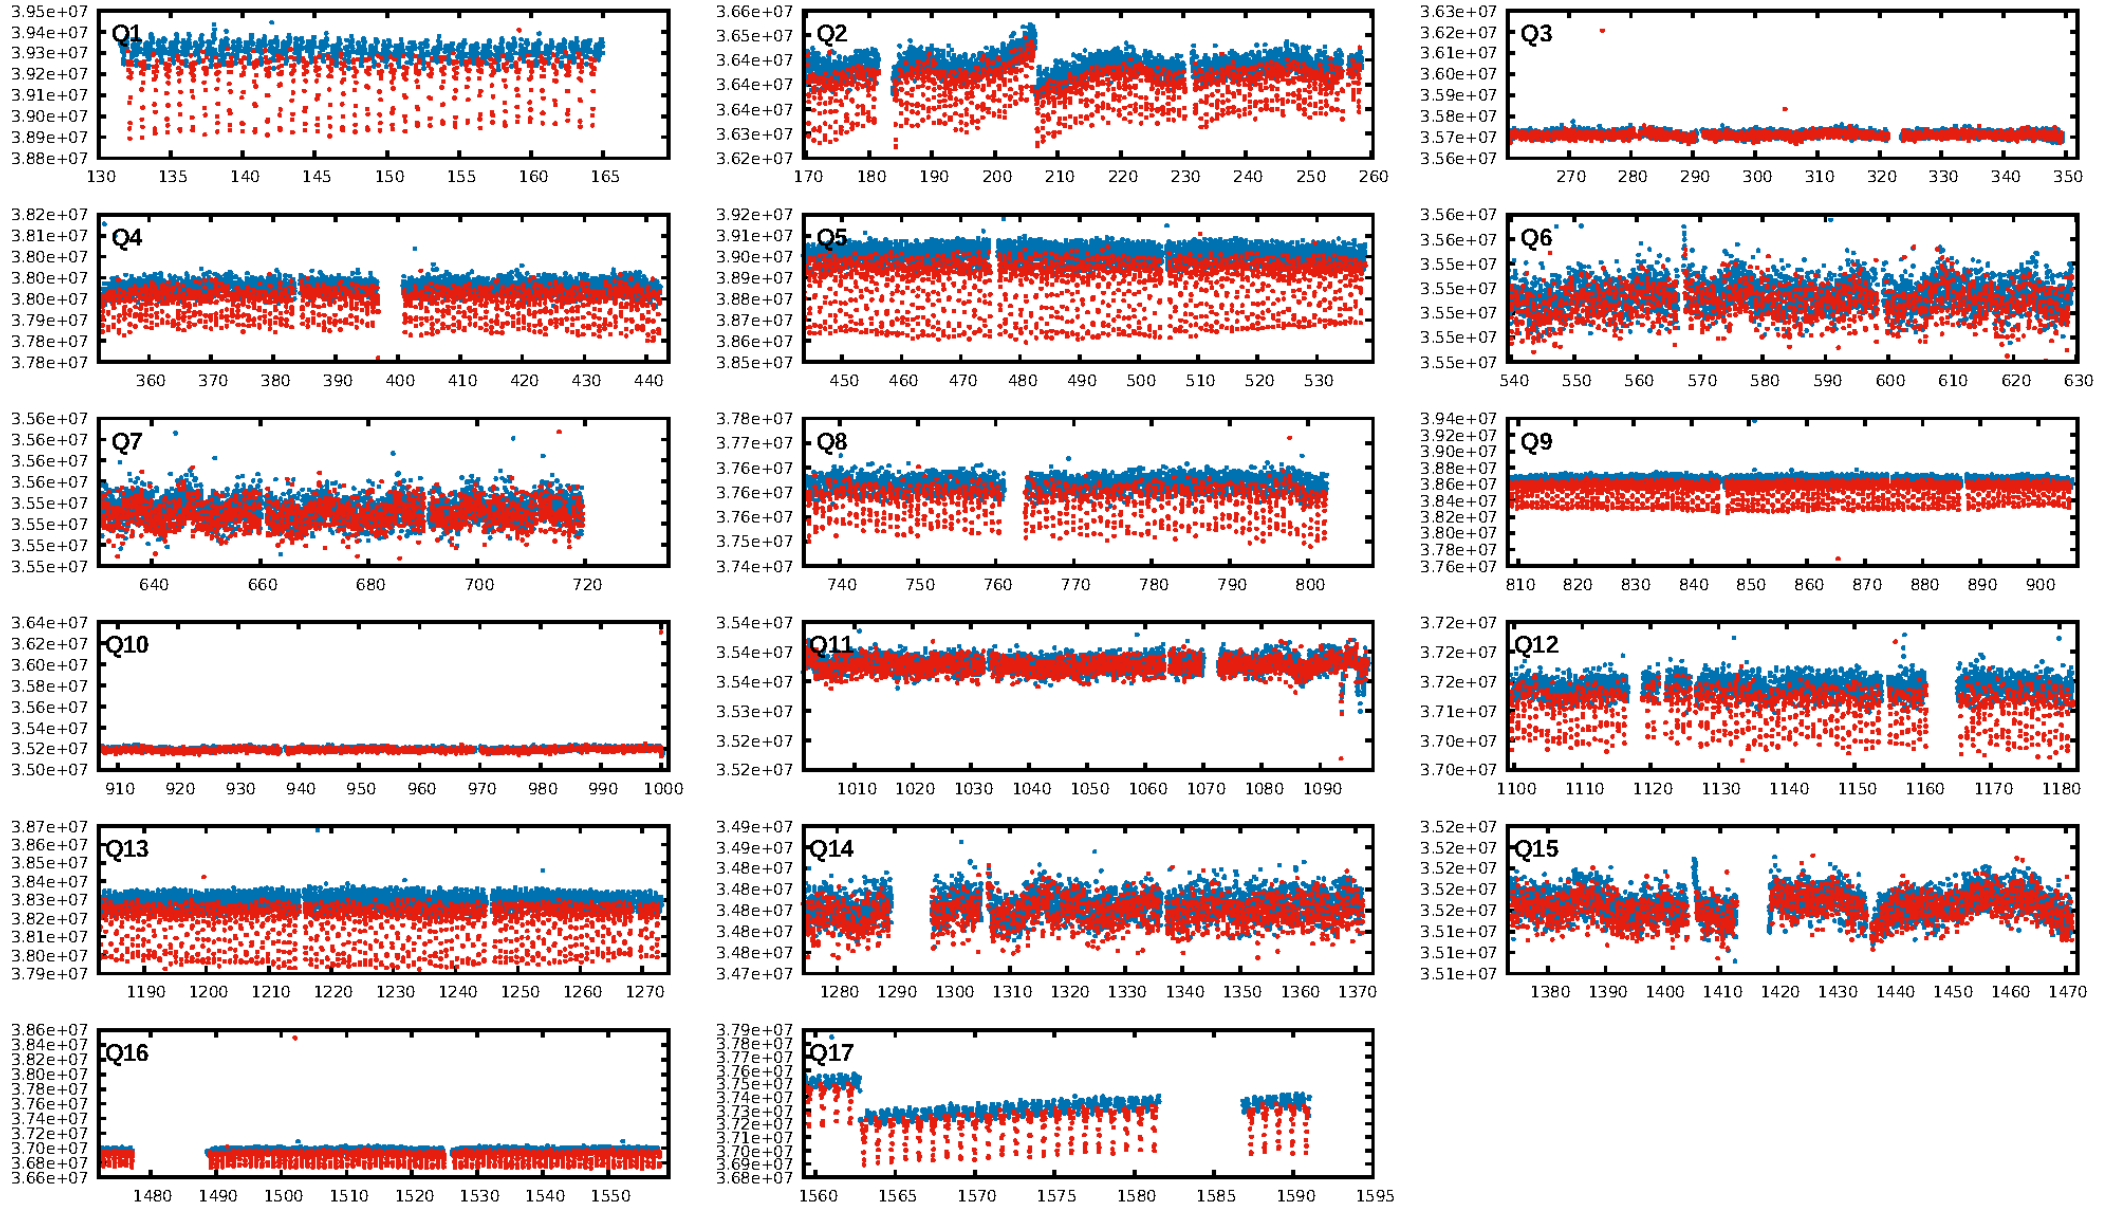 3.95e+07
3.94e+07
3.93e+07
3.92e+07
3.91e+07
3.90e+07
3.89e+07
3.88e+07
Q1
130 135 140 145 150 155 160 165
3.66e+07
3.65e+07
3.64e+07
3.64e+07
3.63e+07
3.62e+07
Q2
170 180 190 200 210 220 230 240 250 260
3.63e+07
3.62e+07
3.61e+07
3.60e+07
3.59e+07
3.58e+07
3.57e+07
3.56e+07
Q3
270 280 290 300 310 320 330 340 350
3.82e+07
3.81e+07
3.80e+07
3.80e+07
3.80e+07
3.79e+07
3.78e+07
3.78e+07
Q4
360 370 380 390 400 410 420 430 440
3.92e+07
3.91e+07
3.90e+07
3.89e+07
3.88e+07
3.87e+07
3.86e+07
3.85e+07
Q5
450 460 470 480 490 500 510 520 530
3.56e+07
3.56e+07
3.55e+07
3.55e+07
3.55e+07
3.55e+07
3.55e+07
Q6
540 550 560 570 580 590 600 610 620 630
3.56e+07
3.56e+07
3.56e+07
3.56e+07
3.55e+07
3.55e+07
3.55e+07
3.55e+07
Q7
640 660 680 700 720
3.78e+07
3.77e+07
3.76e+07
3.76e+07
3.76e+07
3.75e+07
3.74e+07
Q8
740 750 760 770 780 790 800
3.94e+07
3.92e+07
3.90e+07
3.88e+07
3.86e+07
3.84e+07
3.82e+07
3.80e+07
3.78e+07
3.76e+07
Q9
810 820 830 840 850 860 870 880 890 900
3.64e+07
3.62e+07
3.60e+07
3.58e+07
3.56e+07
3.54e+07
3.52e+07
3.50e+07
Q10
910 920 930 940 950 960 970 980 990 1000
3.54e+07
3.54e+07
3.54e+07
3.53e+07
3.52e+07
3.52e+07
Q11
1010 1020 1030 1040 1050 1060 1070 1080 1090
3.72e+07
3.72e+07
3.72e+07
3.71e+07
3.70e+07
3.70e+07
Q12
1100 1110 1120 1130 1140 1150 1160 1170 1180
3.87e+07
3.86e+07
3.85e+07
3.84e+07
3.83e+07
3.82e+07
3.81e+07
3.80e+07
3.79e+07
Q13
1190 1200 1210 1220 1230 1240 1250 1260 1270
3.49e+07
3.49e+07
3.48e+07
3.48e+07
3.48e+07
3.48e+07
3.48e+07
3.47e+07
Q14
1280 1290 1300 1310 1320 1330 1340 1350 1360 1370
3.52e+07
3.52e+07
3.52e+07
3.52e+07
3.51e+07
3.51e+07
Q15
1380 1390 1400 1410 1420 1430 1440 1450 1460 1470
3.86e+07
3.84e+07
3.82e+07
3.80e+07
3.78e+07
3.76e+07
3.74e+07
3.72e+07
3.70e+07
3.68e+07
3.66e+07
Q16
1480 1490 1500 1510 1520 1530 1540 1550
3.79e+07
3.78e+07
3.77e+07
3.76e+07
3.75e+07
3.74e+07
3.73e+07
3.72e+07
3.71e+07
3.70e+07
3.69e+07
3.68e+07
Q17
1560 1565 1570 1575 1580 1585 1590 1595